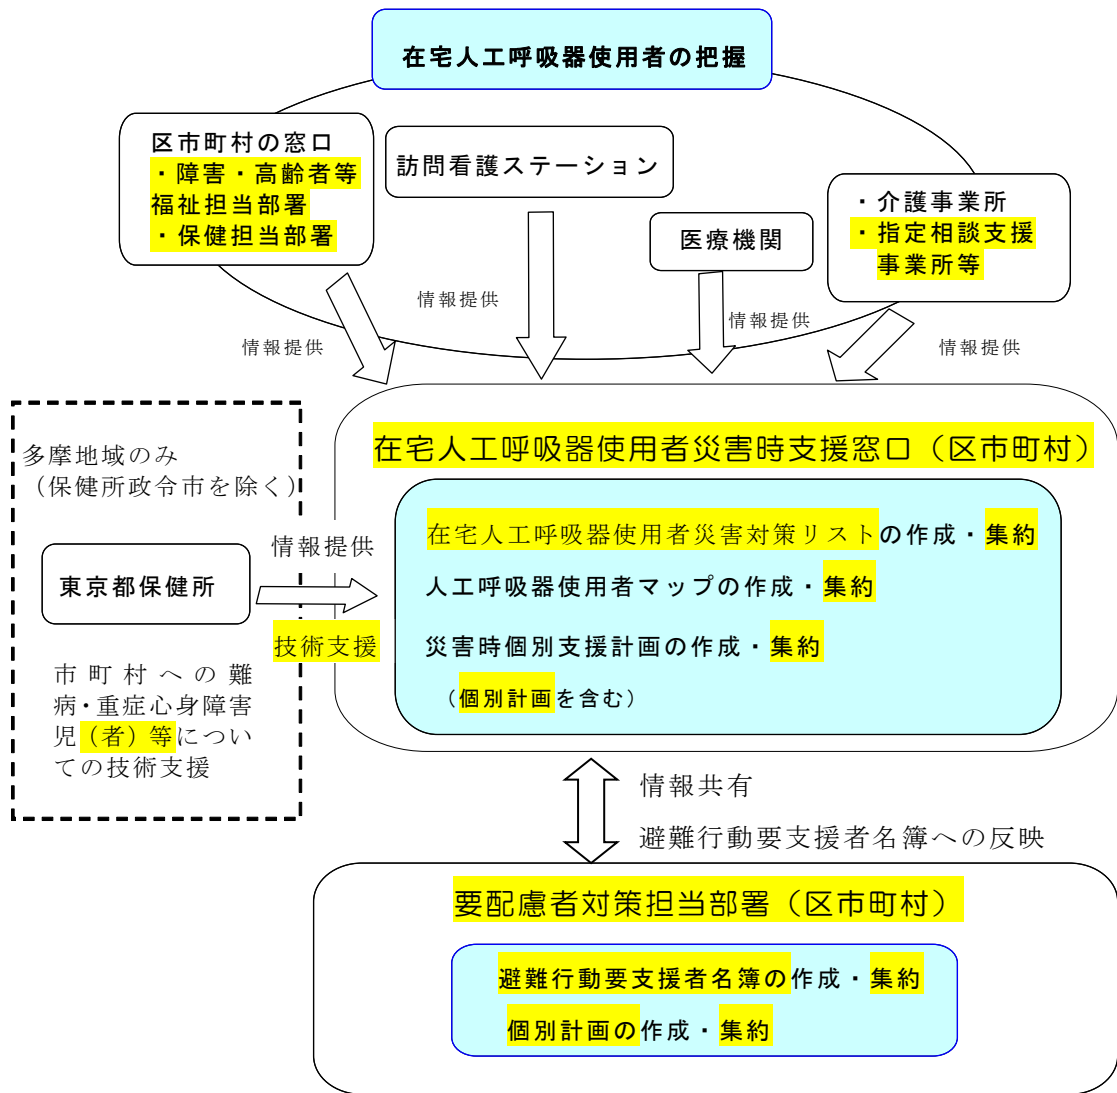 在宅人工呼吸器使用者の把握
区市町村の窓口
・障害・高齢者等
福祉担当部署
・保健担当部署
訪問看護ステーション
医療機関
・介護事業所
・指定相談支援
事業所等
情報提供
情報提供
情報提供
情報提供
在宅人工呼吸器使用者災害時支援窓口（区市町村）
在宅人工呼吸器使用者災害対策リストの作成・集約
人工呼吸器使用者マップの作成・集約
災害時個別支援計画の作成・集約
（個別計画を含む）
多摩地域のみ
（保健所政令市を除く）
東京都保健所
市町村への難
病・重症心身障害
児（者）等につい
ての技術支援
情報提供
技術支援
情報共有
避難行動要支援者名簿への反映
要配慮者対策担当部署（区市町村）
避難行動要支援者名簿の作成・集約
個別計画の作成・集約